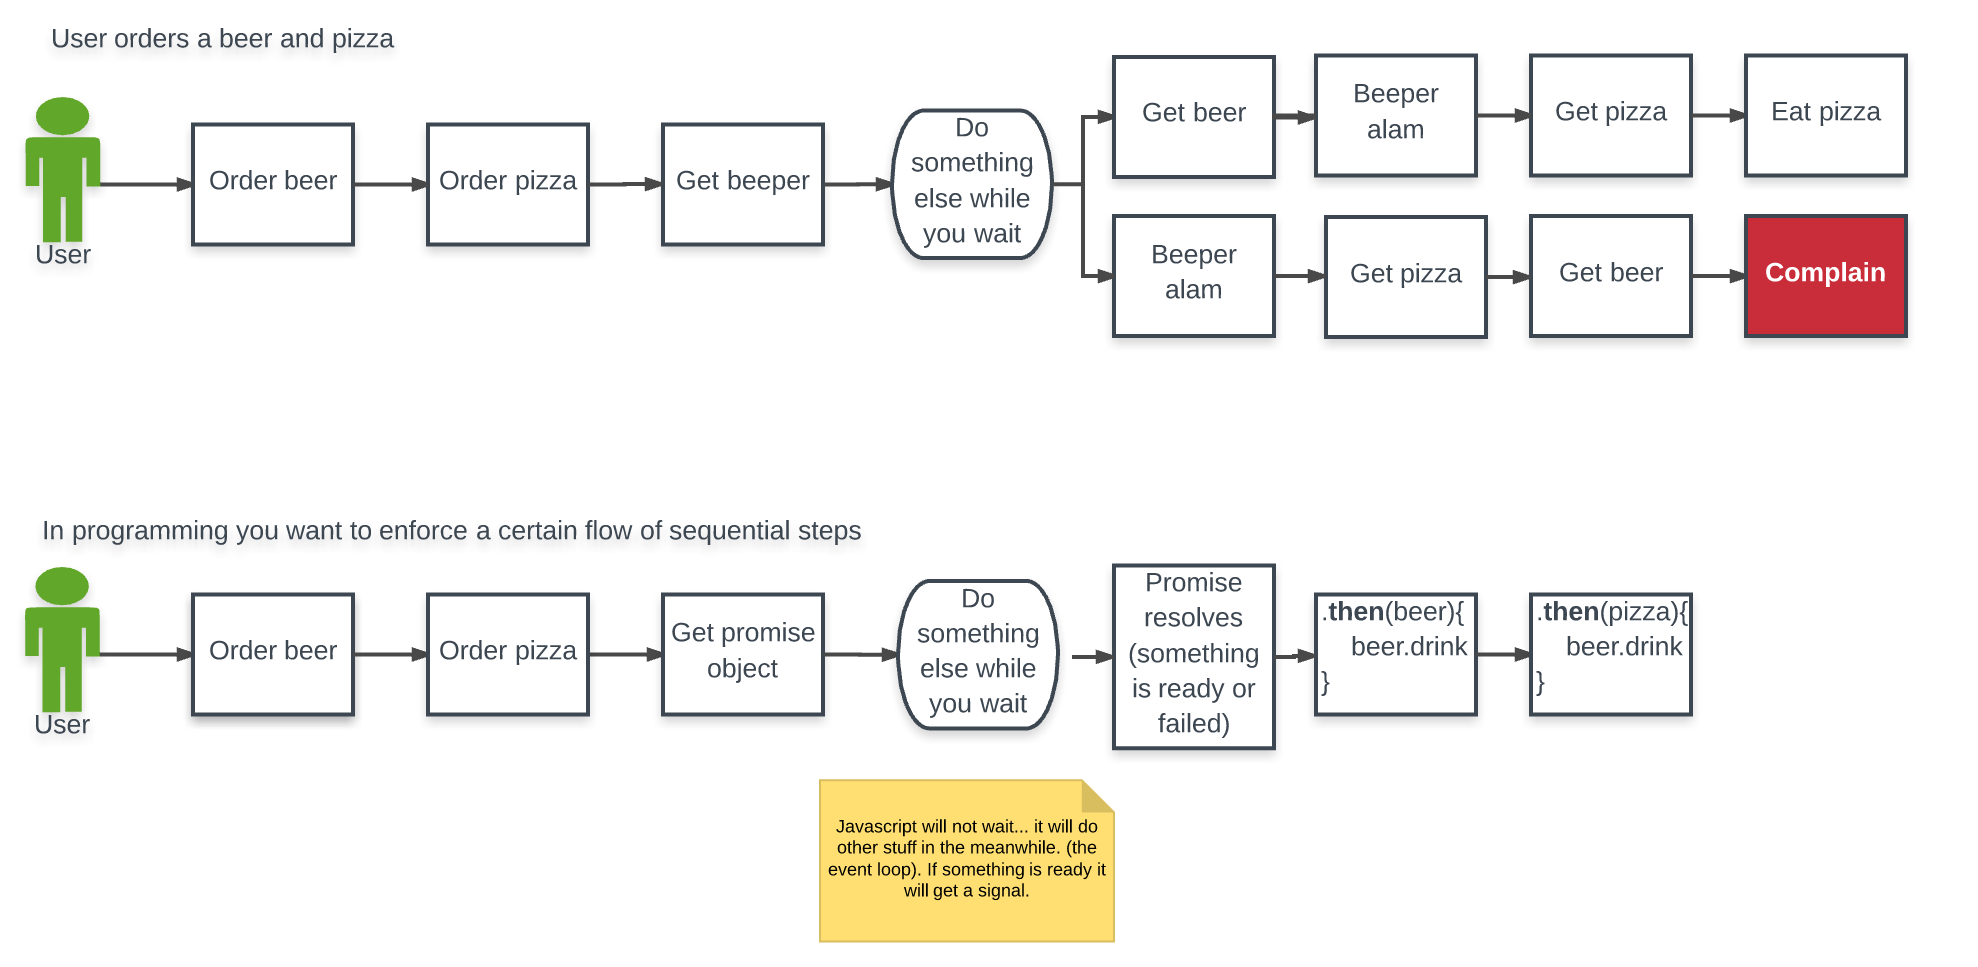 User orders a beer and pizza
User
Order beer
Order pizza
Get beeper
Do
something
else while
you wait
Get beer
Beeper
alam
Get pizza
Eat pizza
Beeper
alam
Get pizza
Get beer
Complain
In programming you want to enforce a certain flow of sequential steps
User
Order beer
Order pizza
Get promise
object
Do
something
else while
you wait
Promise
resolves
(something
is ready or
failed)
.then(beer){
beer.drink
}
.then(pizza){
beer.drink
}
Javascript will not wait... it will do
other stuff in the meanwhile. (the
event loop). If something is ready it
will get a signal.